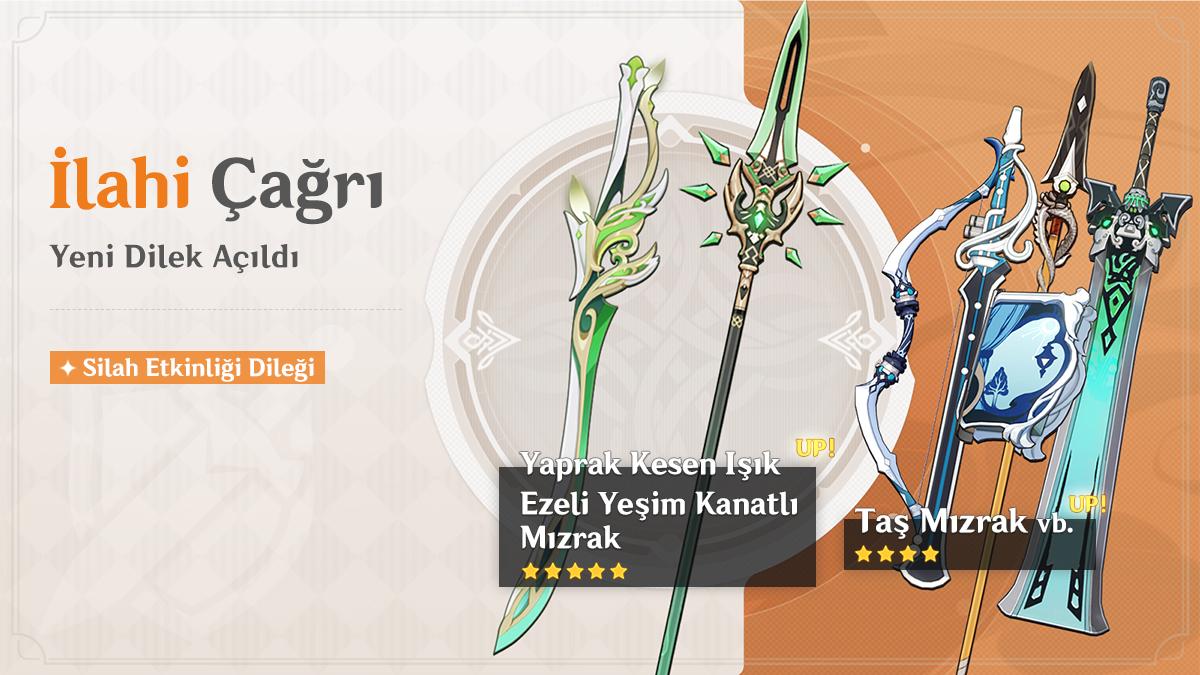 İlahi Çağrı
Yeni Dilek Açıldı
✦ Silah Etkinliği Dileği
UP!
Yaprak Kesen Işık
Ezeli Yeşim Kanatlı
Mızrak
★★★★★
UP!
Taş Mızrak vb.
★★★★